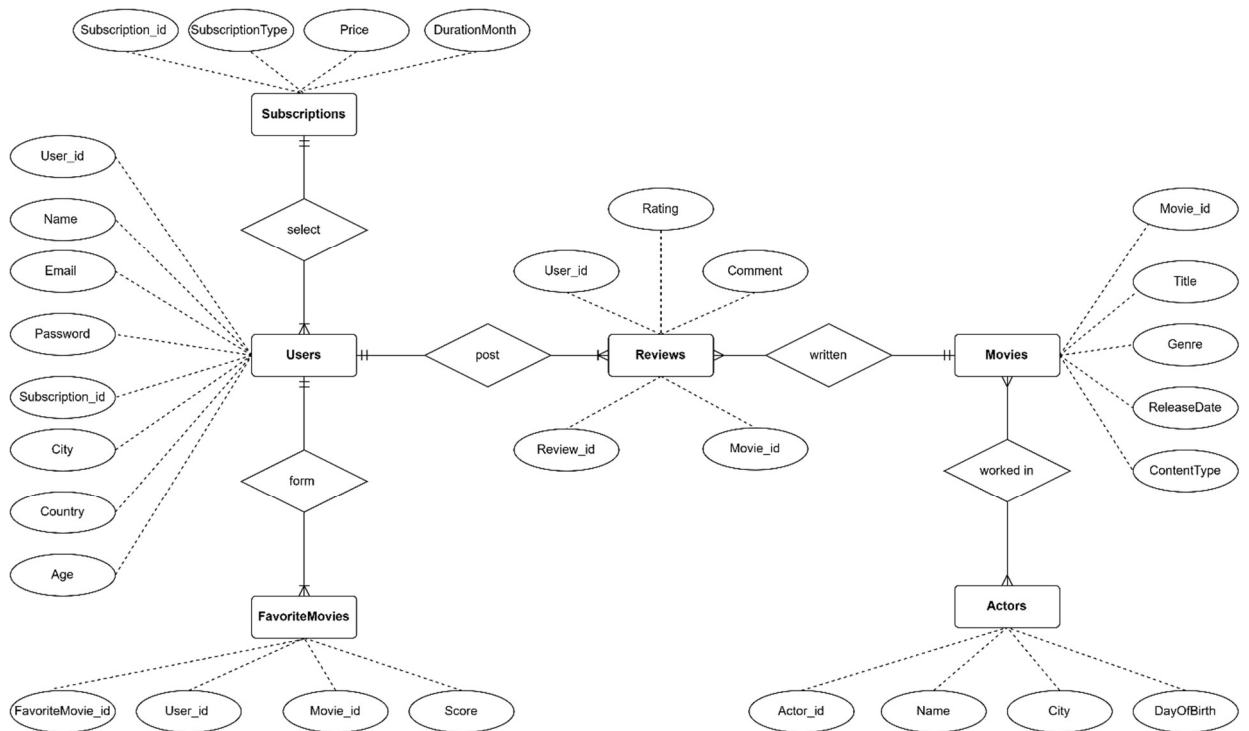 Subscription_id
SubscriptionType
Price
DurationMonth
Subscriptions
User_id
Name
Email
Password
Subscription_id
City
Country
Age
select
Users
form
FavoriteMovies
FavoriteMovie_id
User_id
Movie_id
Score
post
Rating
User_id
Comment
Reviews
Review_id
Movie_id
written
Movies
Movie_id
Title
Genre
ReleaseDate
ContentType
worked in
Actors
Actor_id
Name
City
DayOfBirth